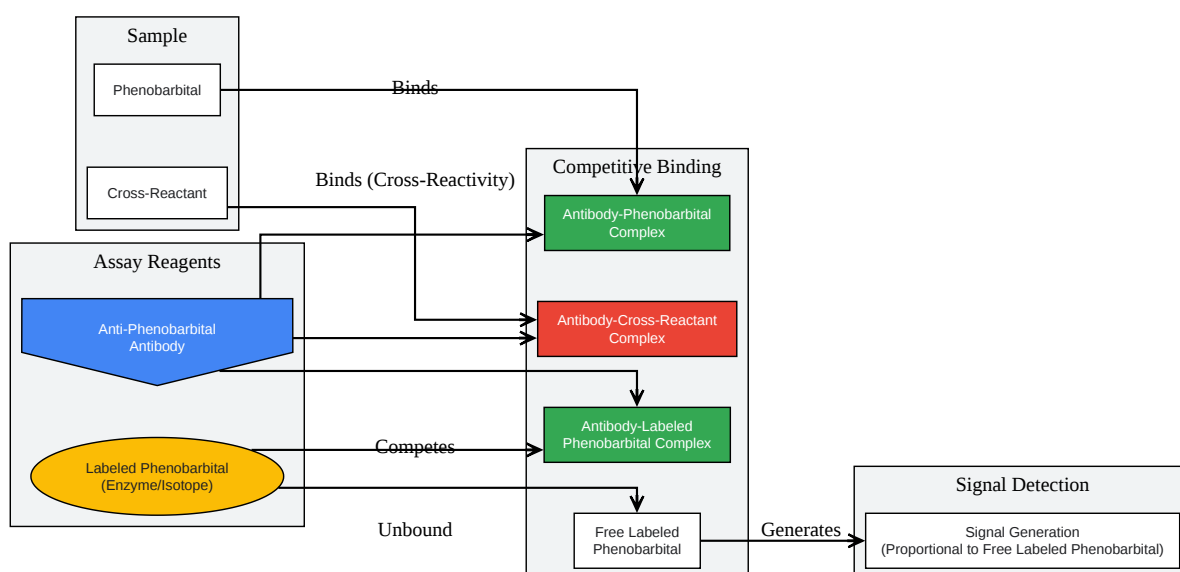 Sample
Phenobarbital
Binds
Cross-Reactant
Binds (Cross-Reactivity)
Competitive Binding
Antibody-Phenobarbital
Complex
Assay Reagents
Anti-Phenobarbital
Antibody
Antibody-Cross-Reactant
Complex
Antibody-Labeled
Phenobarbital Complex
Competes
Labeled Phenobarbital
(Enzyme/Isotope)
Unbound
Free Labeled
Phenobarbital
Generates
Signal Detection
Signal Generation
(Proportional to Free Labeled Phenobarbital)